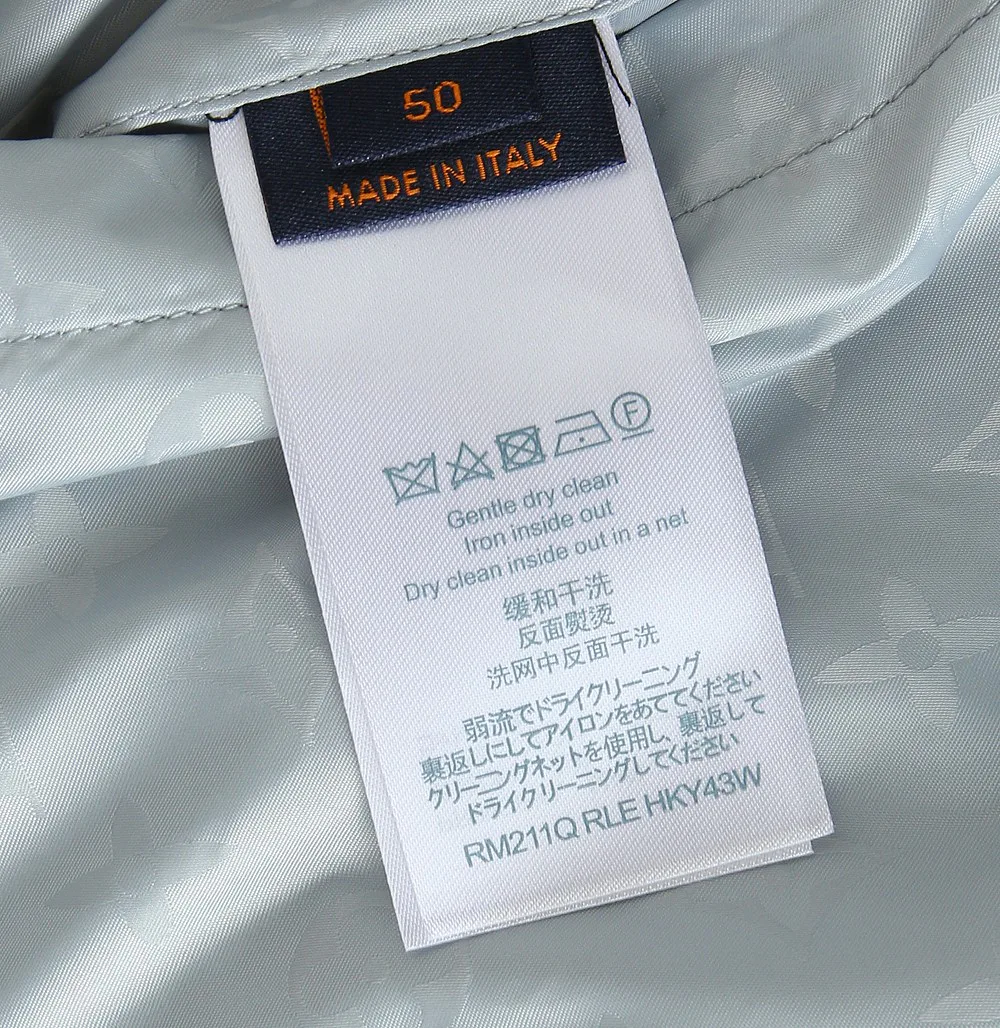 50
MADE IN ITALY
F
Gentle dry clean
Iron inside out
Dry clean inside out in a net
缓和干洗
反面熨烫
洗网中反面干洗
弱流でドライクリーニング
裏返しにしてアイロンをあててください
クリーニングネットを使用し、裏返して
ドライクリーニングしてください
RM211Q RLE HKY43W